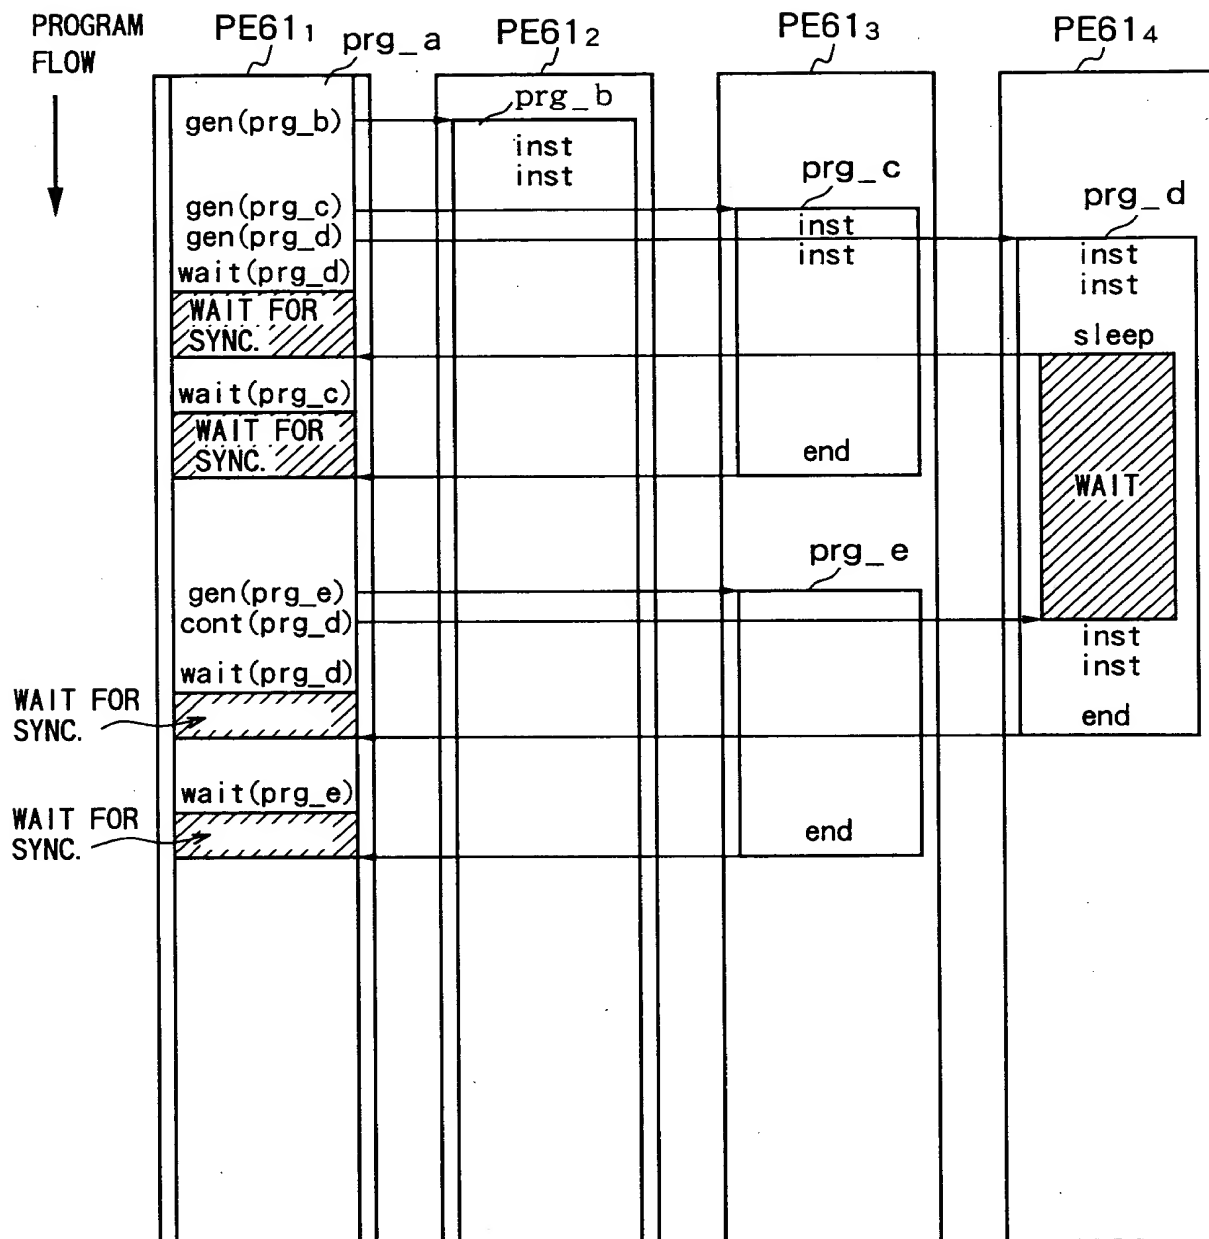 PROGRAM
FLOW
PE61₁
prg_a
PE61₂
PE61₃
PE61₄
gen(prg_b)
prg_b
inst
inst
gen(prg_c)
prg_c
inst
inst
gen(prg_d)
prg_d
inst
inst
wait(prg_d)
WAIT FOR
SYNC.
sleep
wait(prg_c)
WAIT FOR
SYNC.
end
WAIT
gen(prg_e)
prg_e
cont(prg_d)
inst
inst
wait(prg_d)
WAIT FOR
SYNC.
end
wait(prg_e)
WAIT FOR
SYNC.
end